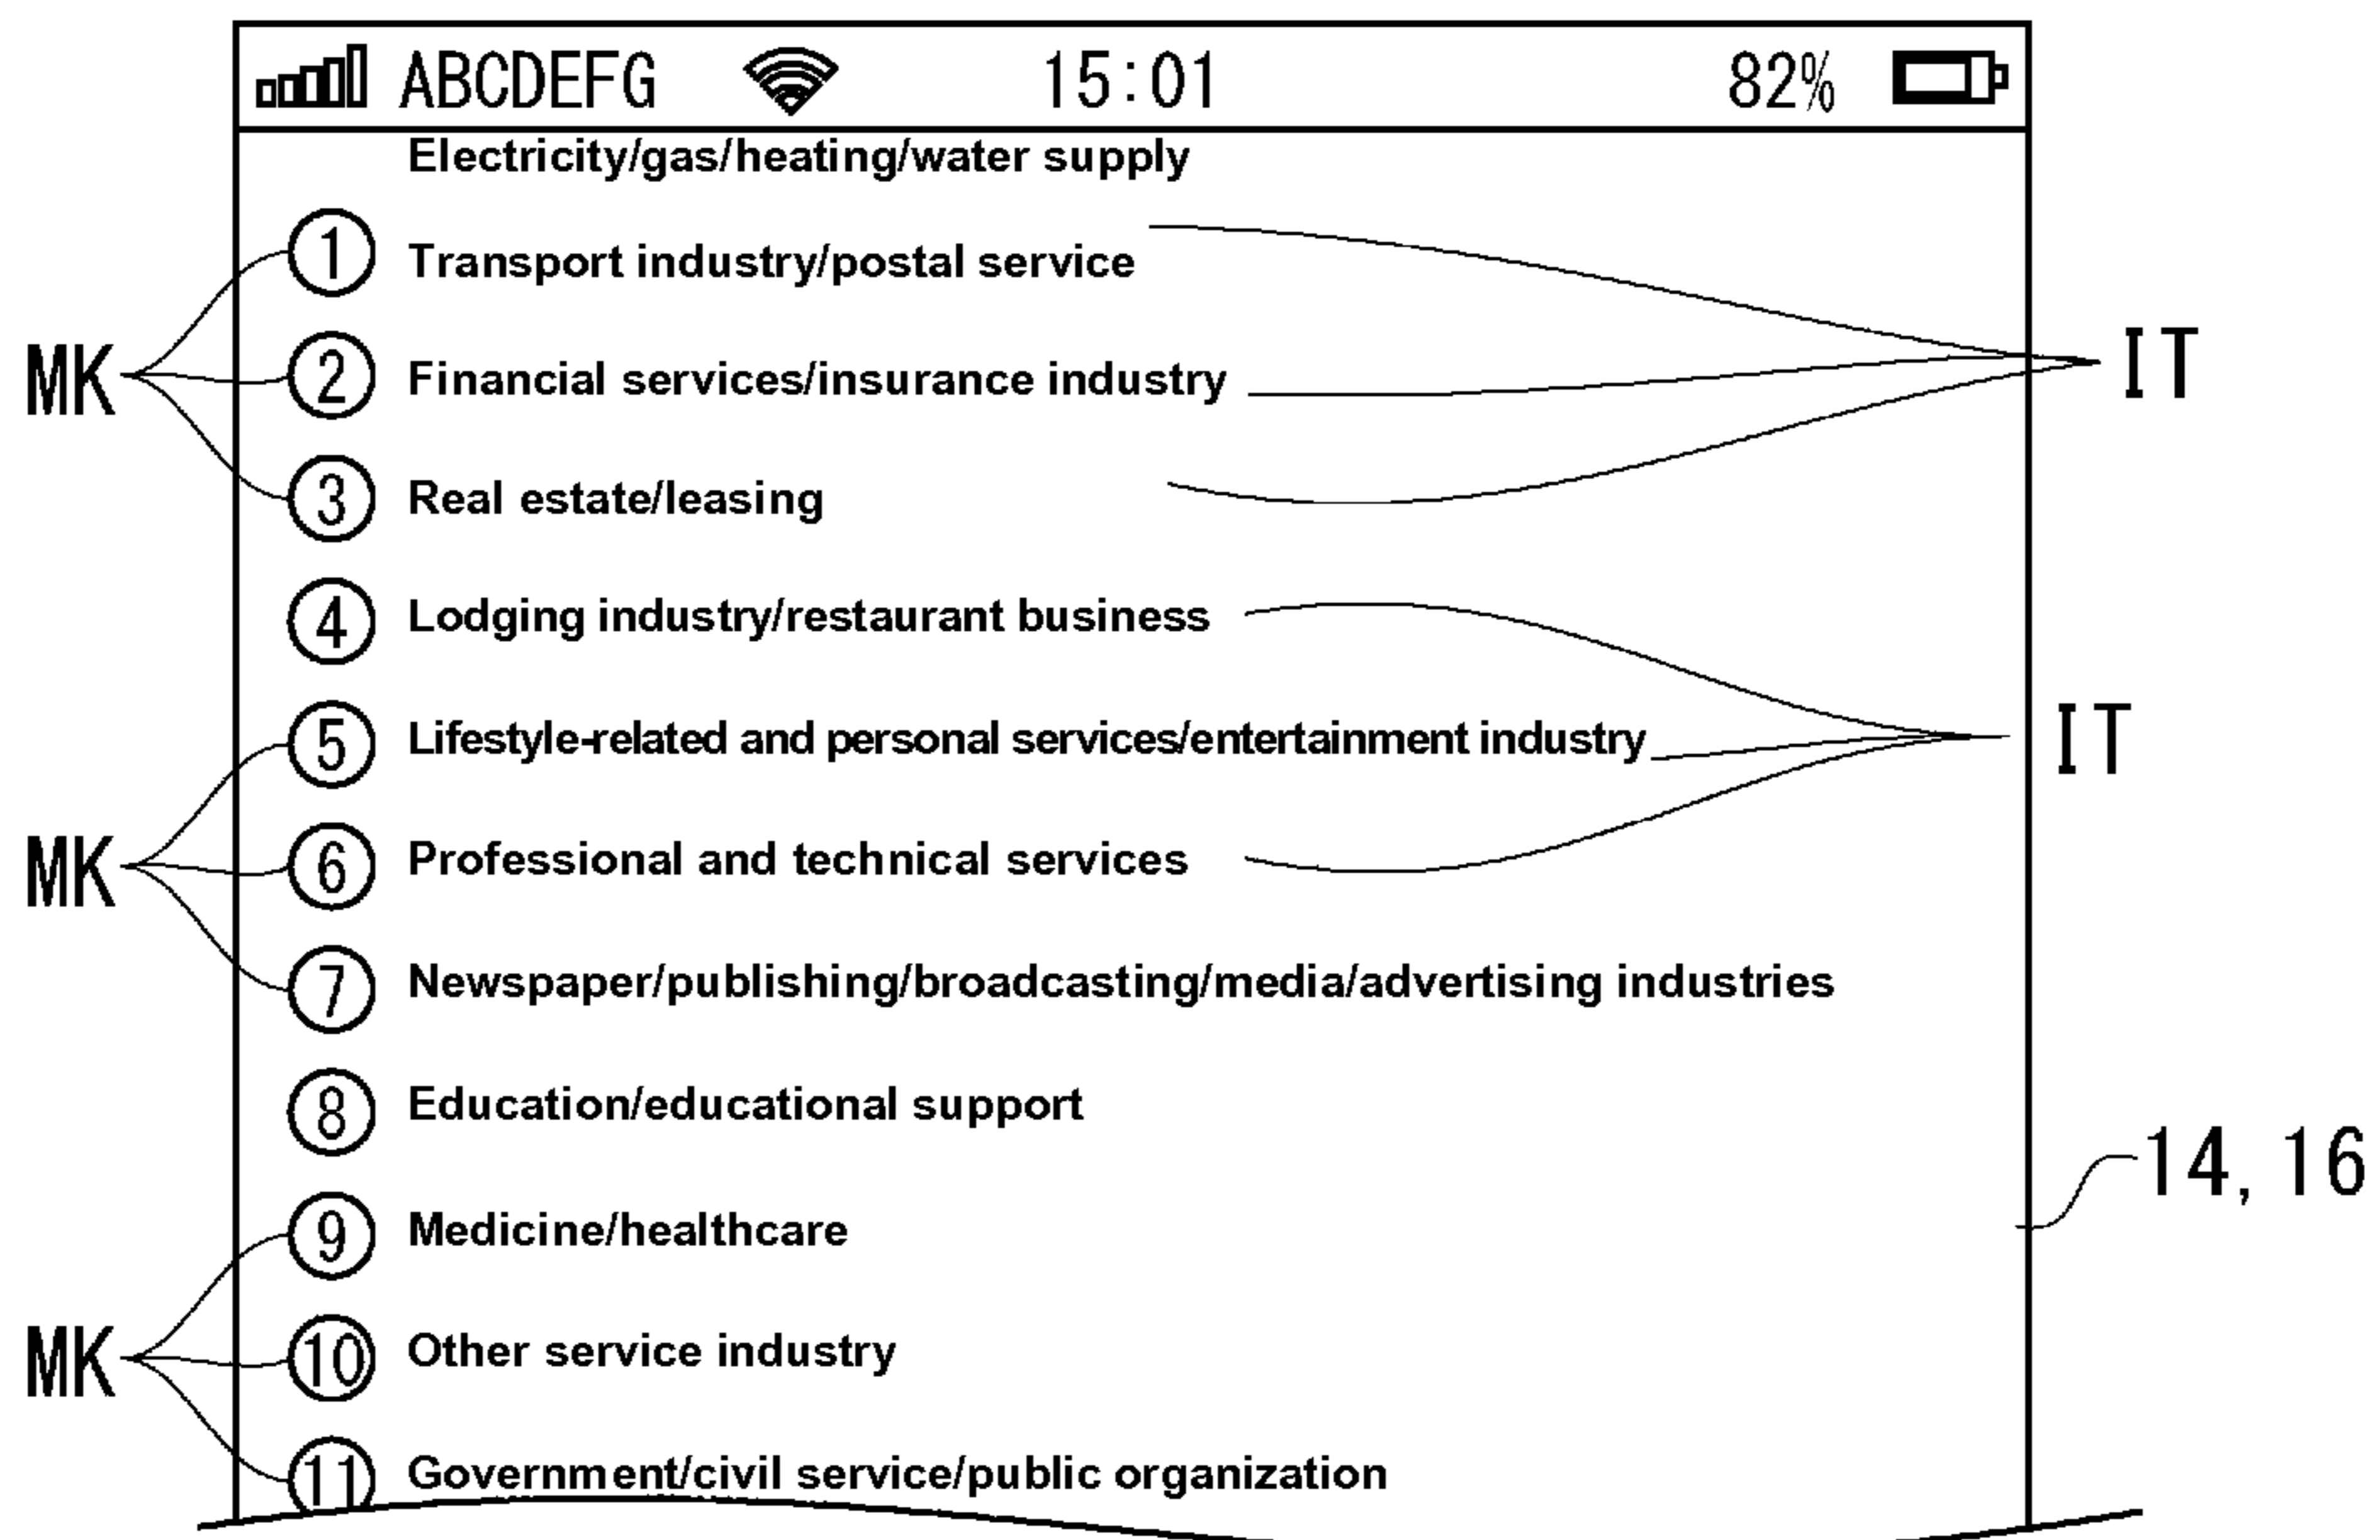 ABCDEFG 15:01 82%
Electricity/gas/heating/water supply
1 Transport industry/postal service
MK
IT
2 Financial services/insurance industry
3 Real estate/leasing
4 Lodging industry/restaurant business
5 Lifestyle-related and personal services/entertainment industry
IT
MK
6 Professional and technical services
7 Newspaper/publishing/broadcasting/media/advertising industries
8 Education/educational support
14, 16
9 Medicine/healthcare
MK
10 Other service industry
11 Government/civil service/public organization